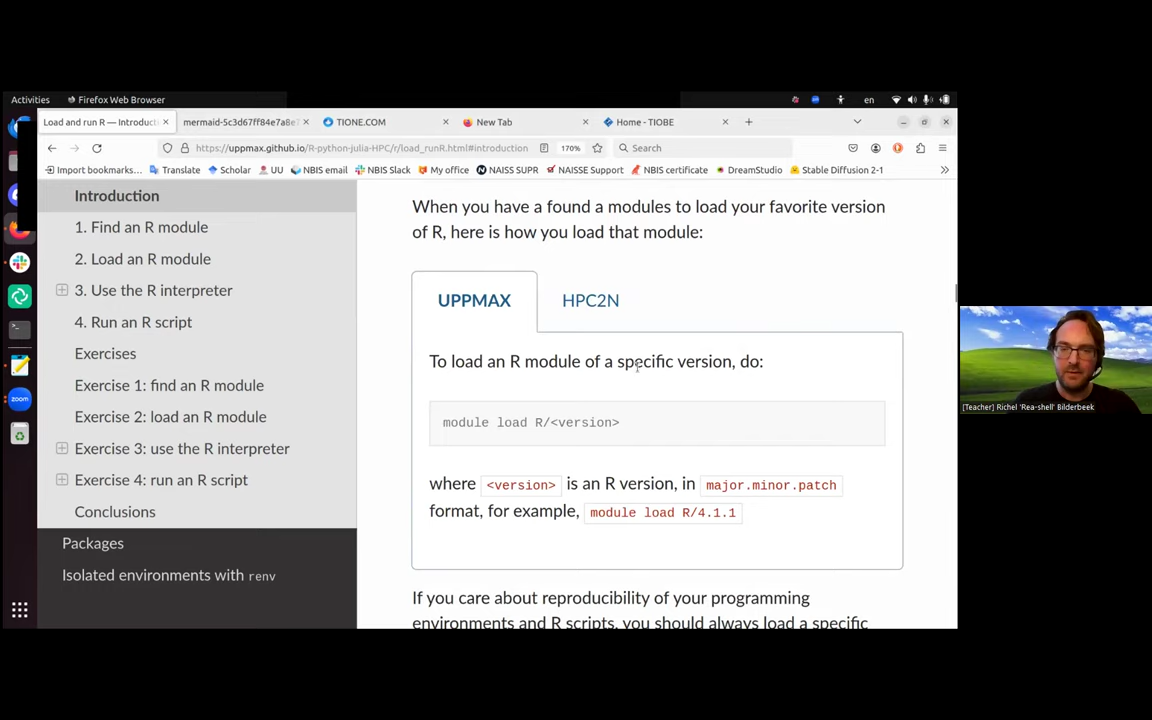 Activities Firefox Web Browser en
Load and run R — Introducti mermaid-5c3d67ff84e7a8e7 TIONE.COM New Tab Home - TIOBE
https://uppmax.github.io/R-python-julia-HPC/r/load_runR.html#introduction 170% Search
Import bookmarks... Translate Scholar UU NBIS email NBIS Slack My office NAISS SUPR NAISSE Support NBIS certificate DreamStudio Stable Diffusion 2-1
Introduction
1. Find an R module
2. Load an R module
3. Use the R interpreter
4. Run an R script
Exercises
Exercise 1: find an R module
Exercise 2: load an R module
Exercise 3: use the R interpreter
Exercise 4: run an R script
Conclusions
Packages
Isolated environments with renv
When you have a found a modules to load your favorite version
of R, here is how you load that module:
UPPMAX HPC2N
To load an R module of a specific version, do:
module load R/<version>
where <version> is an R version, in major.minor.patch
format, for example, module load R/4.1.1
If you care about reproducibility of your programming
environments and R scripts, you should always load a specific
zoom
[Teacher] Richel 'Rea-shell' Bilderbeek